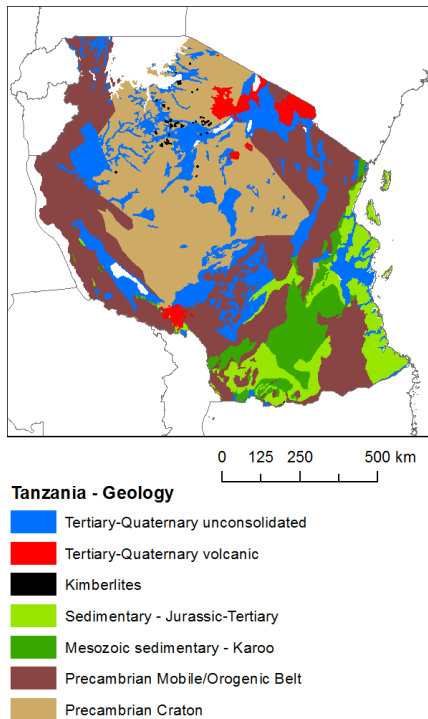 0 125 250 500 km
Tanzania - Geology
Tertiary-Quaternary unconsolidated
Tertiary-Quaternary volcanic
Kimberlites
Sedimentary - Jurassic-Tertiary
Mesozoic sedimentary - Karoo
Precambrian Mobile/Orogenic Belt
Precambrian Craton